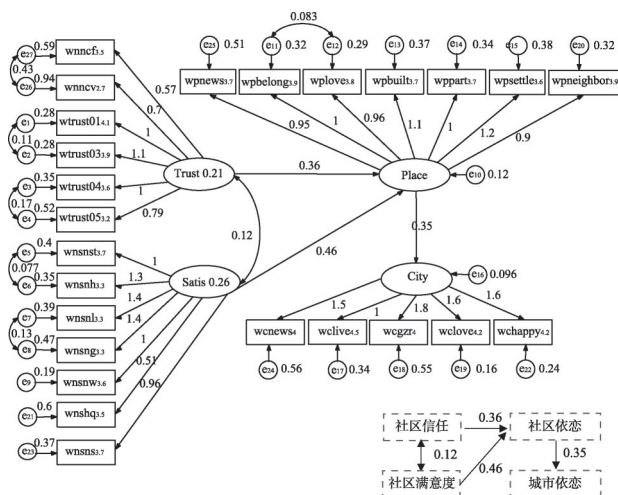 0.083
e25 0.51 e11 0.32 e12 0.29 e13 0.37 e14 0.34 e15 0.38 e20 0.32
wpnews3.7 wpbelong3.9 wplove3.8 wpbuilt3.7 wppart3.7 wpsettle3.6 wpneighbor3.9
0.95 1 0.96 1.1 1 1.2 0.9
e27 0.59 wnncf3.5 0.57
0.43
e26 0.94 wnncv2.7 0.7
e1 0.28 wtrust014.1 1
0.11
e2 0.28 wtrust033.9 1.1
e3 0.35 wtrust043.6 1
0.17
e4 0.52 wtrust053.2 0.79
Trust 0.21 0.36 Place e10 0.12
0.12 0.46 0.35
e5 0.4 wnsnst3.7 1
0.077
e6 0.35 wnsnh3.3 1.3
e7 0.39 wnsnl3.3 1.4
0.13
e8 0.47 wnsng3.3 1.4
e9 0.19 wnsnw3.6 1
e21 0.6 wnshq3.5 0.51
e23 0.37 wnsns3.7 0.96
Satis 0.26
City e16 0.096
1.5 1 1.8 1.6 1.6
wcnews4 wclive4.5 wcgzr4 wclove4.2 wchappy4.2
e24 0.56 e17 0.34 e18 0.55 e19 0.16 e22 0.24
社区信任 0.36 社区依恋
0.12 0.46 0.35
社区满意度 城市依恋